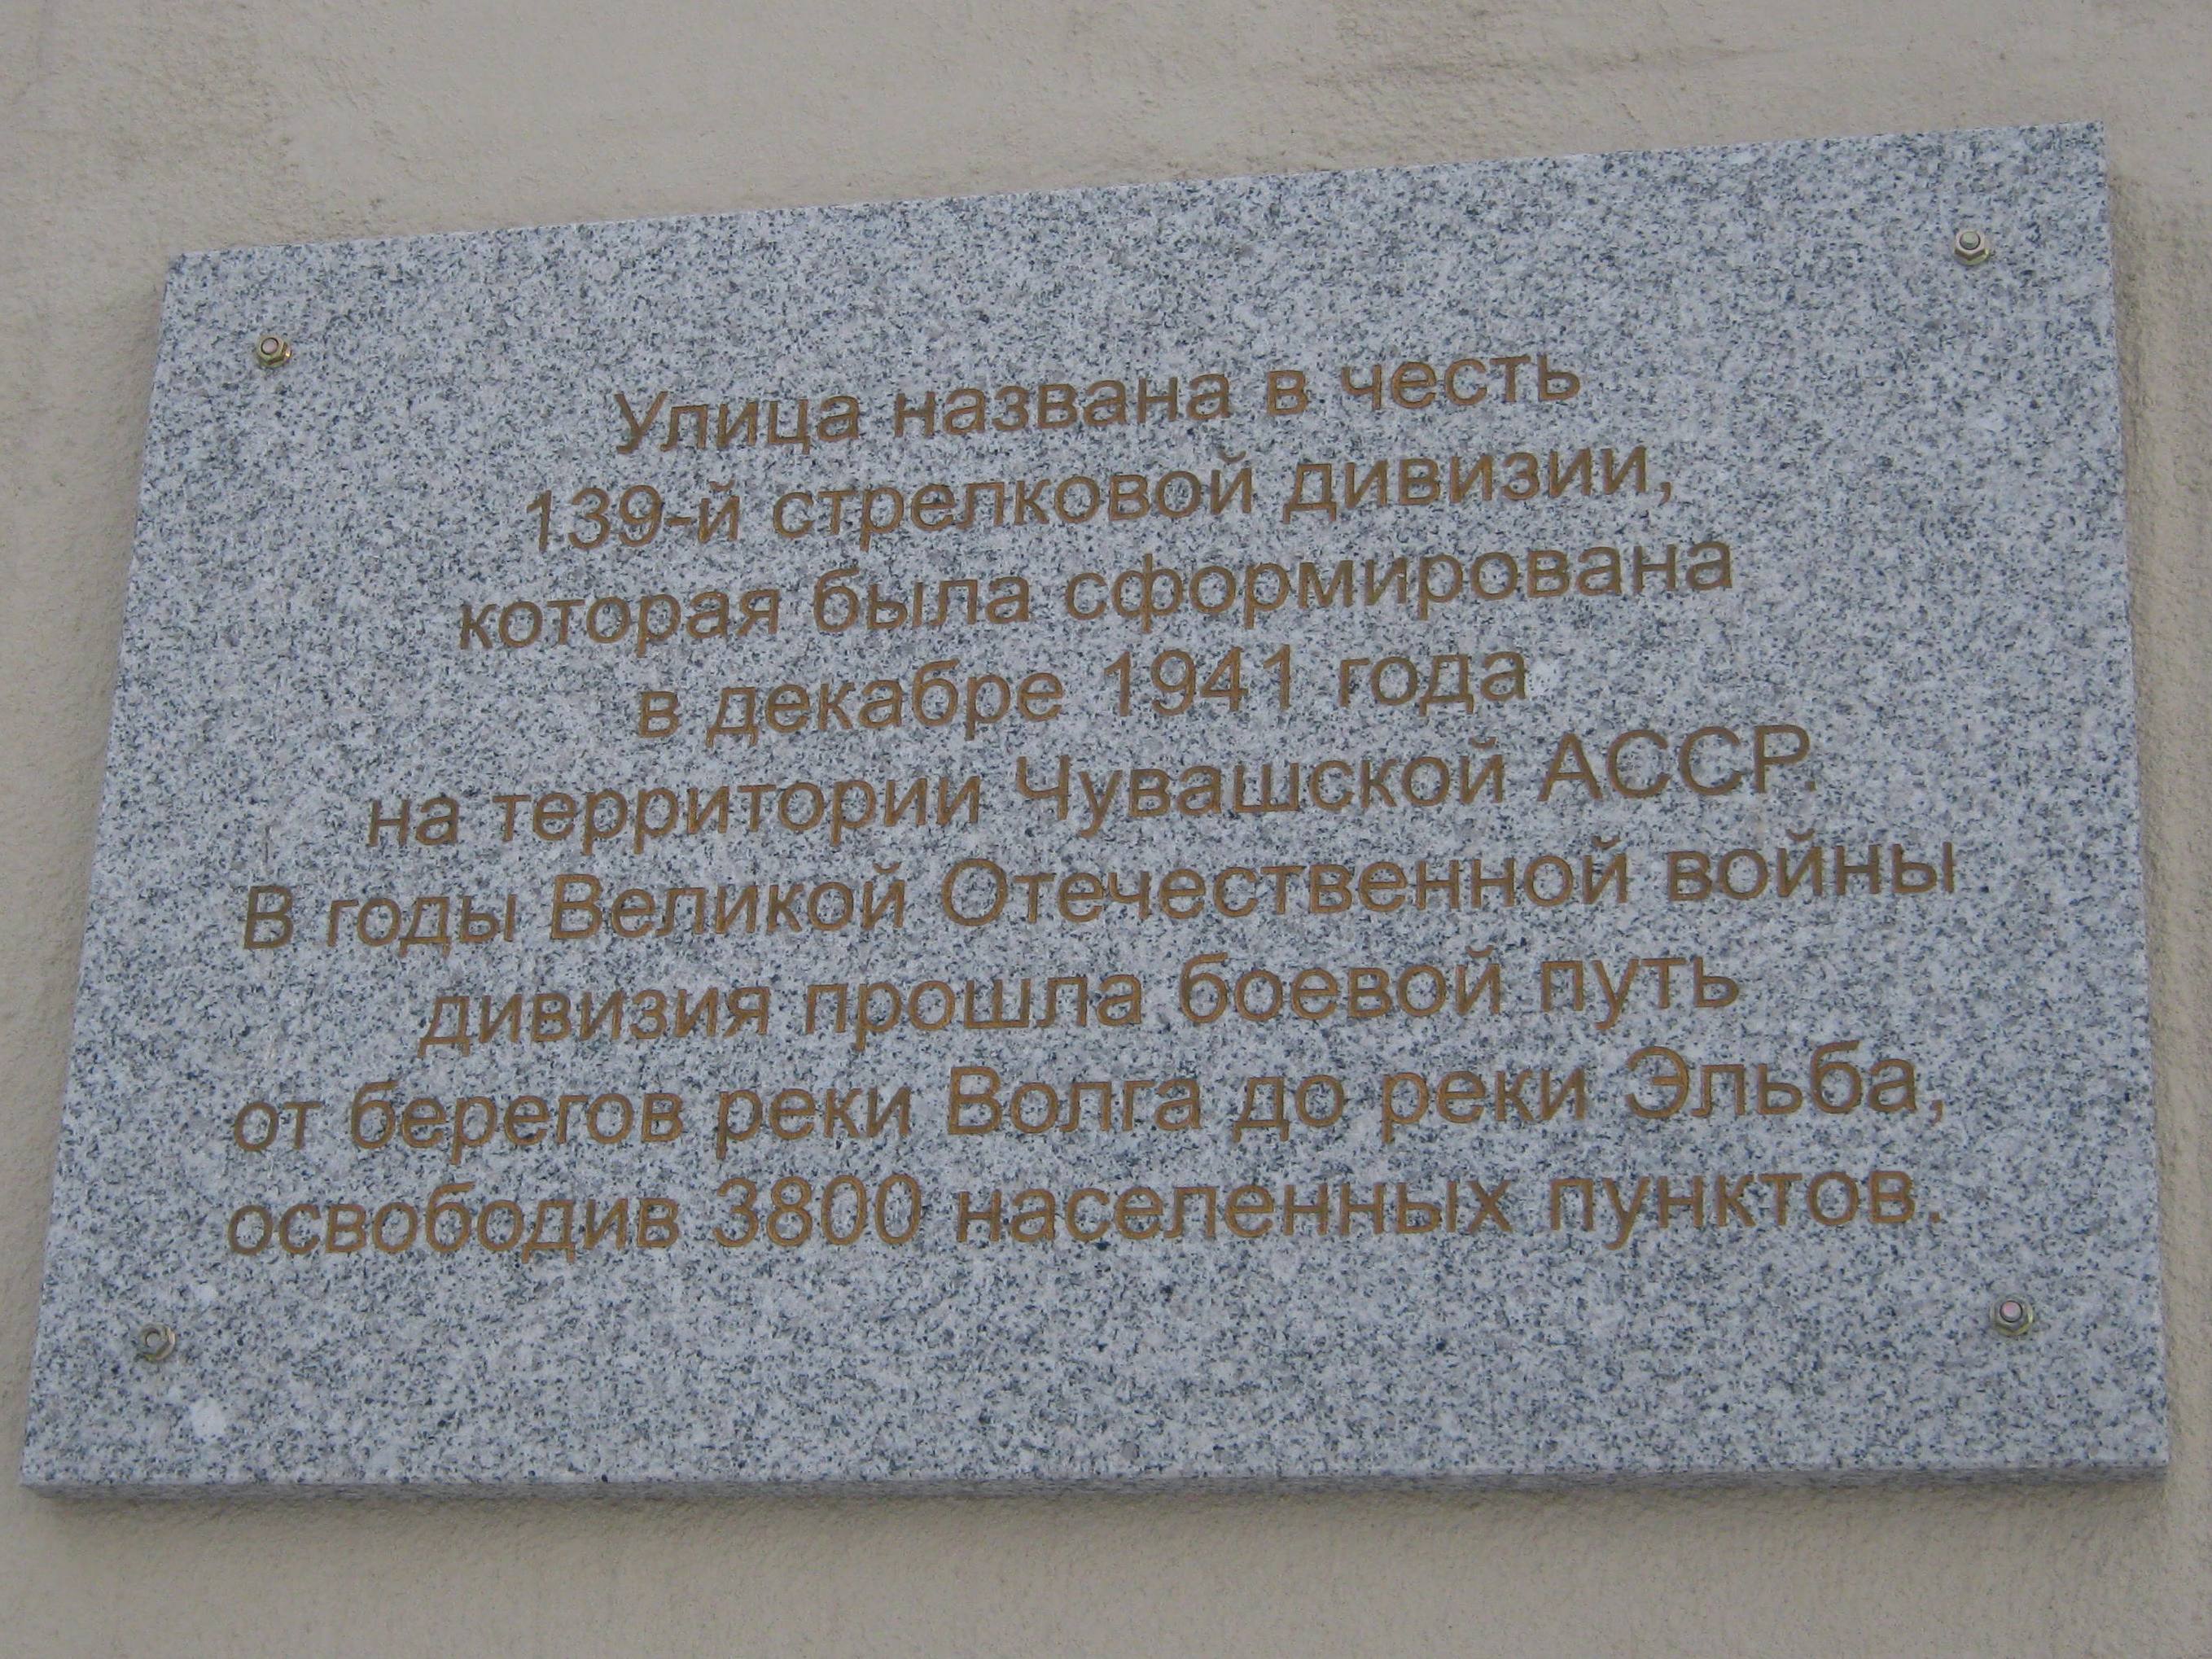 Улица названа в честь
139-й стрелковой дивизии,
которая была сформирована
в декабре 1941 года
на территории Чувашской АССР.
В годы Великой Отечественной войны
дивизия прошла боевой путь
от берегов реки Волга до реки Эльба,
освободив 3800 населенных пунктов.